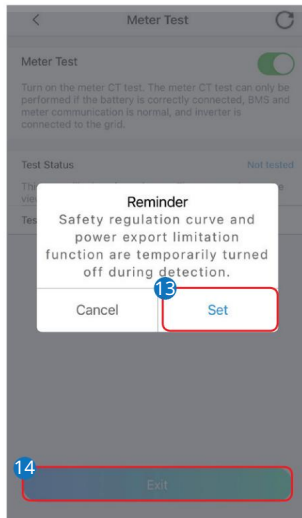 Meter Test
Meter Test
Turn on the meter CT test. The meter CT test can only be
performed if the battery is correctly connected, BMS and
meter communication is normal, and inverter is
connected to the grid.
Test Status
Not tested
Reminder
Safety regulation curve and
power export limitation
function are temporarily turned
off during detection.
13
Cancel
Set
14
Exit